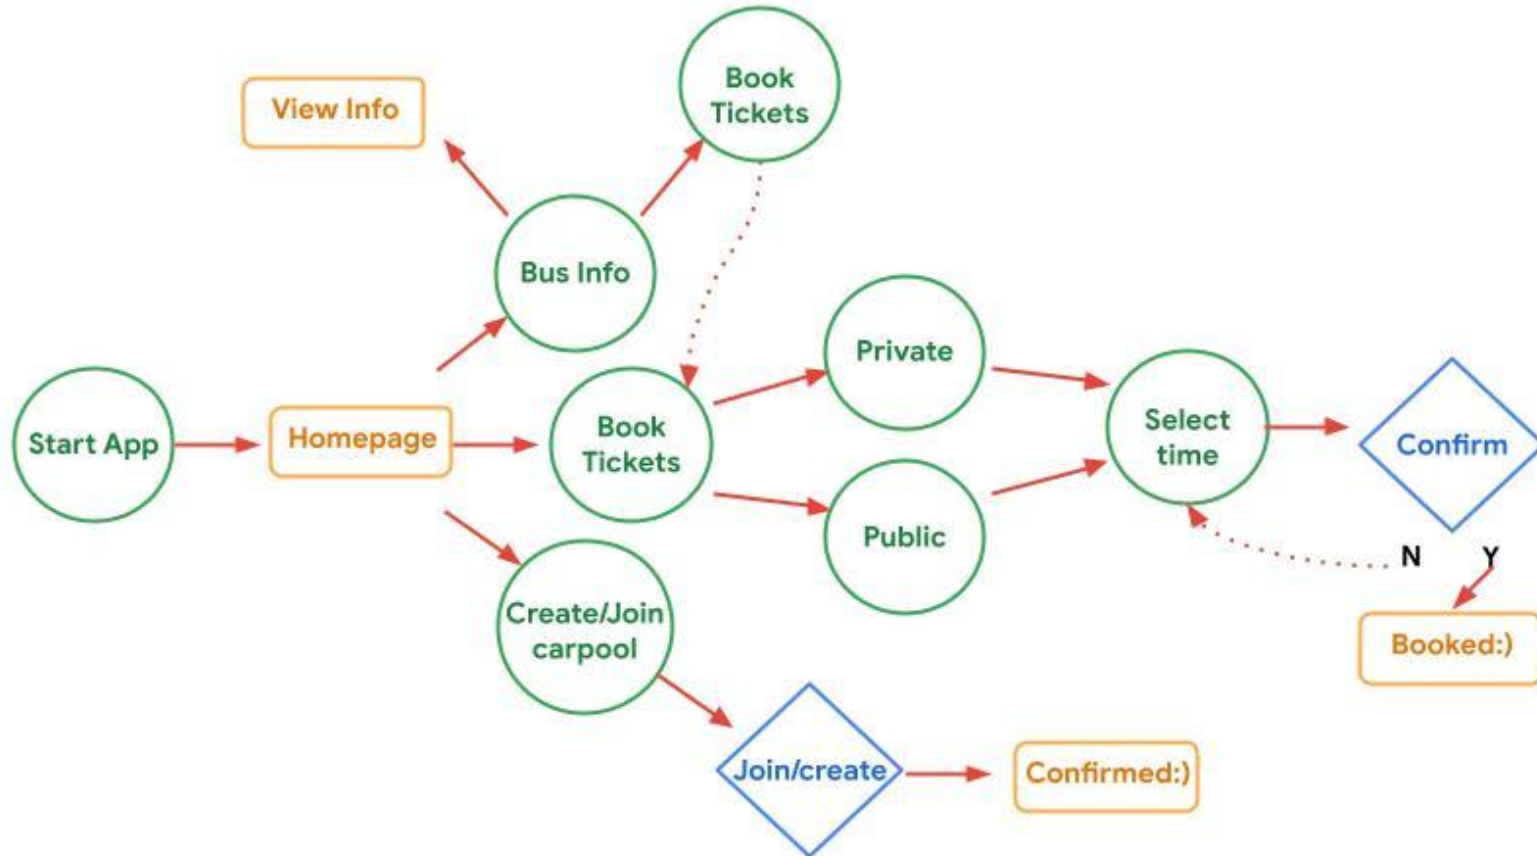 Book
Tickets
View Info
Bus Info
Private
Start App
Homepage
Book
Tickets
Select
time
Confirm
Public
N
Y
Create/Join
carpool
Booked:)
Join/create
Confirmed:)